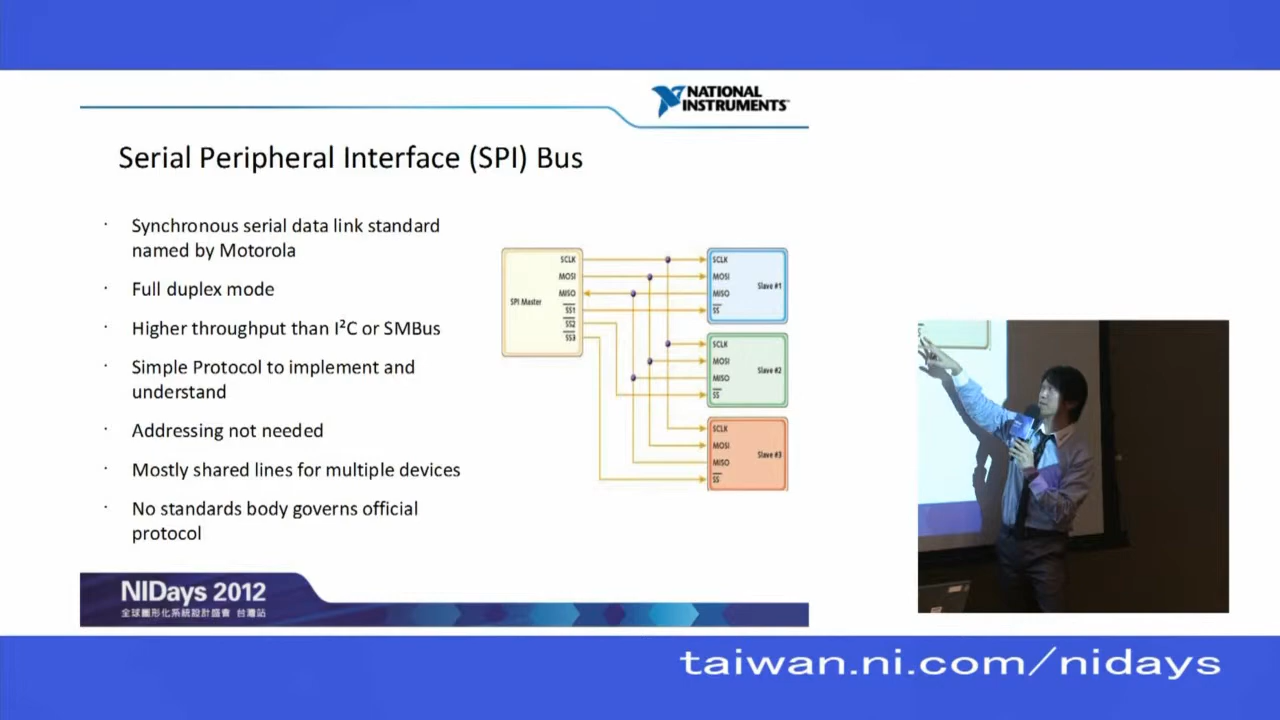 NATIONAL
INSTRUMENTS™
Serial Peripheral Interface (SPI) Bus
· Synchronous serial data link standard
named by Motorola
· Full duplex mode
· Higher throughput than I²C or SMBus
· Simple Protocol to implement and
understand
· Addressing not needed
· Mostly shared lines for multiple devices
· No standards body governs official
protocol
SPI Master
SCLK
MOSI
MISO
SS1
SS2
SS3
SCLK
MOSI
MISO
SS
Slave #1
SCLK
MOSI
MISO
SS
Slave #2
SCLK
MOSI
MISO
SS
Slave #3
NIDays 2012
全球圖形化系統設計盛會 台灣站
taiwan.ni.com/nidays